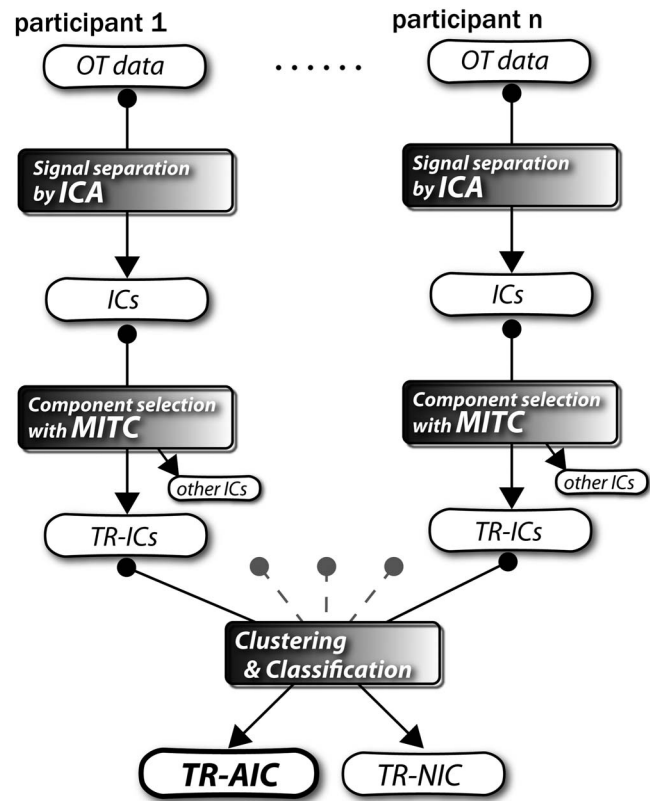 participant 1
OT data
Signal separation
by ICA
ICs
Component selection
with MITC
other ICs
TR-ICs
......
participant n
OT data
Signal separation
by ICA
ICs
Component selection
with MITC
other ICs
TR-ICs
Clustering
& Classification
TR-AIC
TR-NIC